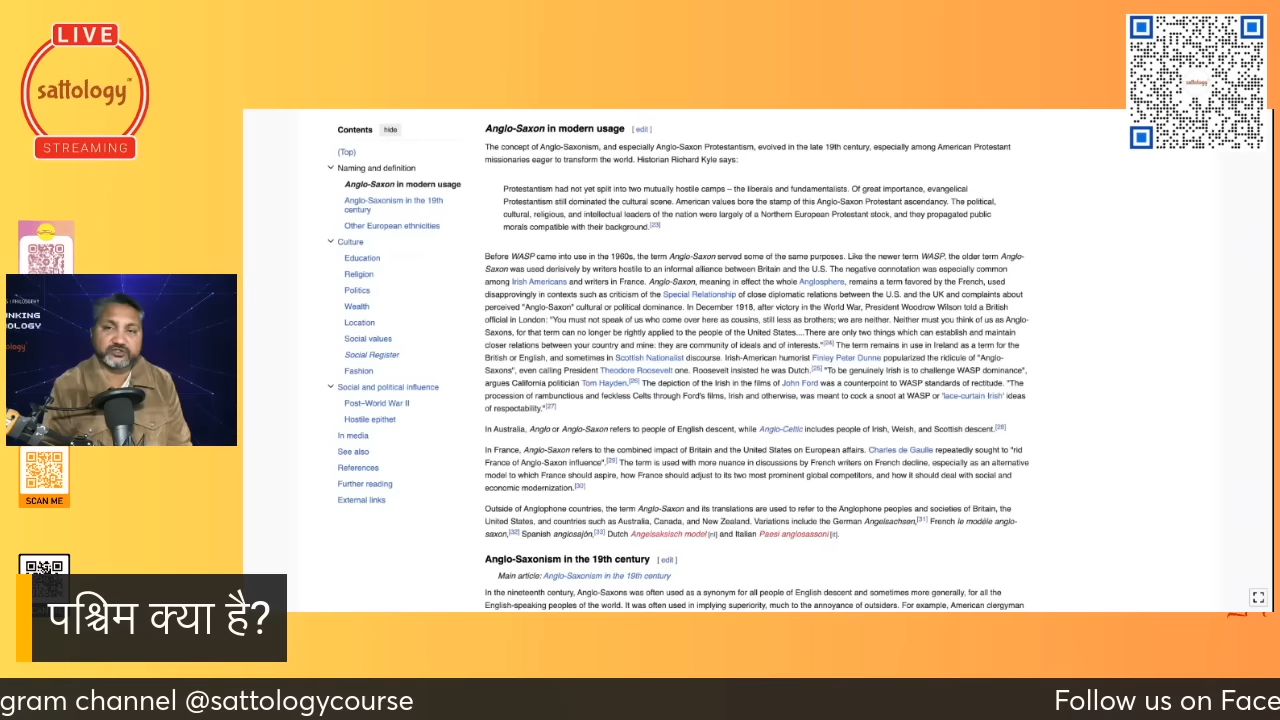 LIVE
sattology™
STREAMING
sattology
SCAN ME
Contents hide
(Top)
Naming and definition
Anglo-Saxon in modern usage
Anglo-Saxonism in the 19th
century
Other European ethnicities
Culture
Education
Religion
Politics
Wealth
Location
Social values
Social Register
Fashion
Social and political influence
Post–World War II
Hostile epithet
In media
See also
References
Further reading
External links
Anglo-Saxon in modern usage [ edit ]
The concept of Anglo-Saxonism, and especially Anglo-Saxon Protestantism, evolved in the late 19th century, especially among American Protestant
missionaries eager to transform the world. Historian Richard Kyle says:
Protestantism had not yet split into two mutually hostile camps – the liberals and fundamentalists. Of great importance, evangelical
Protestantism still dominated the cultural scene. American values bore the stamp of this Anglo-Saxon Protestant ascendancy. The political,
cultural, religious, and intellectual leaders of the nation were largely of a Northern European Protestant stock, and they propagated public
morals compatible with their background.[23]
Before WASP came into use in the 1960s, the term Anglo-Saxon served some of the same purposes. Like the newer term WASP, the older term Anglo-
Saxon was used derisively by writers hostile to an informal alliance between Britain and the U.S. The negative connotation was especially common
among Irish Americans and writers in France. Anglo-Saxon, meaning in effect the whole Anglosphere, remains a term favored by the French, used
disapprovingly in contexts such as criticism of the Special Relationship of close diplomatic relations between the U.S. and the UK and complaints about
perceived "Anglo-Saxon" cultural or political dominance. In December 1918, after victory in the World War, President Woodrow Wilson told a British
official in London: "You must not speak of us who come over here as cousins, still less as brothers; we are neither. Neither must you think of us as Anglo-
Saxons, for that term can no longer be rightly applied to the people of the United States....There are only two things which can establish and maintain
closer relations between your country and mine: they are community of ideals and of interests."[24] The term remains in use in Ireland as a term for the
British or English, and sometimes in Scottish Nationalist discourse. Irish-American humorist Finley Peter Dunne popularized the ridicule of "Anglo-
Saxons", even calling President Theodore Roosevelt one. Roosevelt insisted he was Dutch.[25] "To be genuinely Irish is to challenge WASP dominance",
argues California politician Tom Hayden.[26] The depiction of the Irish in the films of John Ford was a counterpoint to WASP standards of rectitude. "The
procession of rambunctious and feckless Celts through Ford's films, Irish and otherwise, was meant to cock a snoot at WASP or 'lace-curtain Irish' ideas
of respectability."[27]
In Australia, Anglo or Anglo-Saxon refers to people of English descent, while Anglo-Celtic includes people of Irish, Welsh, and Scottish descent.[28]
In France, Anglo-Saxon refers to the combined impact of Britain and the United States on European affairs. Charles de Gaulle repeatedly sought to "rid
France of Anglo-Saxon influence".[29] The term is used with more nuance in discussions by French writers on French decline, especially as an alternative
model to which France should aspire, how France should adjust to its two most prominent global competitors, and how it should deal with social and
economic modernization.[30]
Outside of Anglophone countries, the term Anglo-Saxon and its translations are used to refer to the Anglophone peoples and societies of Britain, the
United States, and countries such as Australia, Canada, and New Zealand. Variations include the German Angelsachsen,[31] French le modèle anglo-
saxon,[32] Spanish anglosajón,[33] Dutch Angelsaksisch model [nl] and Italian Paesi anglosassoni [it].
Anglo-Saxonism in the 19th century [ edit ]
Main article: Anglo-Saxonism in the 19th century
In the nineteenth century, Anglo-Saxons was often used as a synonym for all people of English descent and sometimes more generally, for all the
English-speaking peoples of the world. It was often used in implying superiority, much to the annoyance of outsiders. For example, American clergyman
पश्चिम क्या है?
gram channel @sattologycourse
Follow us on Face